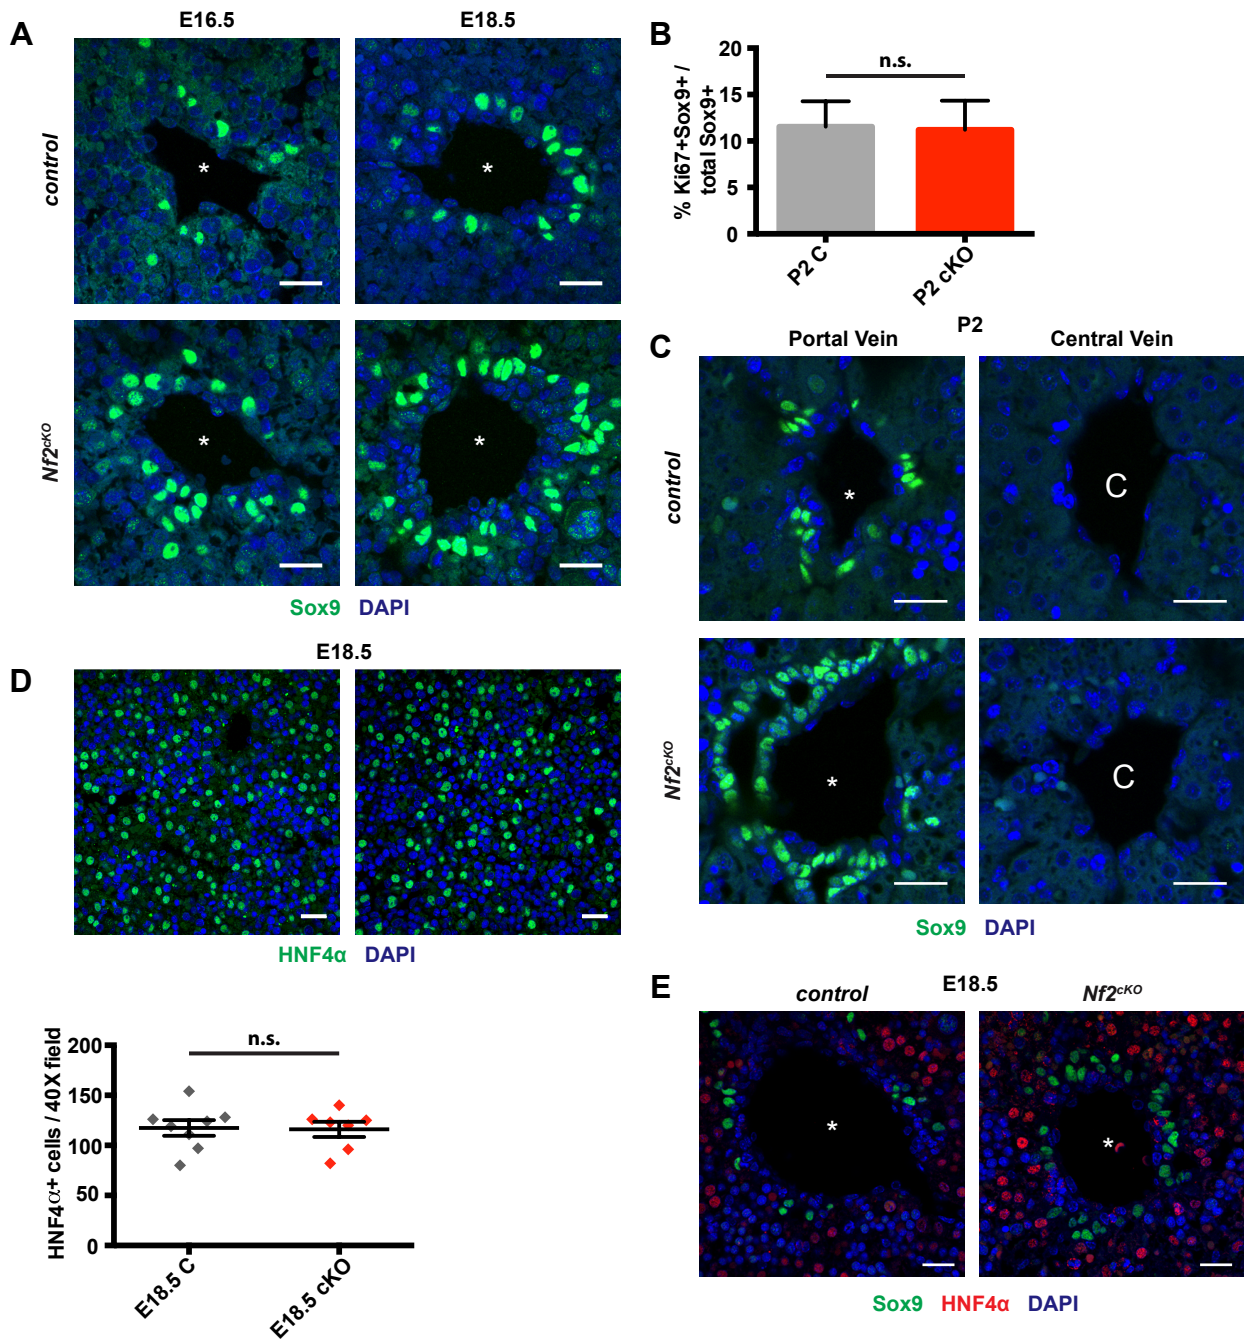 A
E16.5
E18.5
control
*
*
Nf2cKO
*
*
Sox9 DAPI
B
% Ki67+Sox9+ /
total Sox9+
20
15
10
5
0
n.s.
P2 C
P2 cKO
C
P2
Portal Vein
Central Vein
control
*
C
Nf2cKO
*
C
Sox9 DAPI
D
E18.5
HNF4α DAPI
HNF4α+ cells / 40X field
200
150
100
50
0
n.s.
E18.5 C
E18.5 cKO
E
E18.5
control
Nf2cKO
*
*
Sox9 HNF4α DAPI